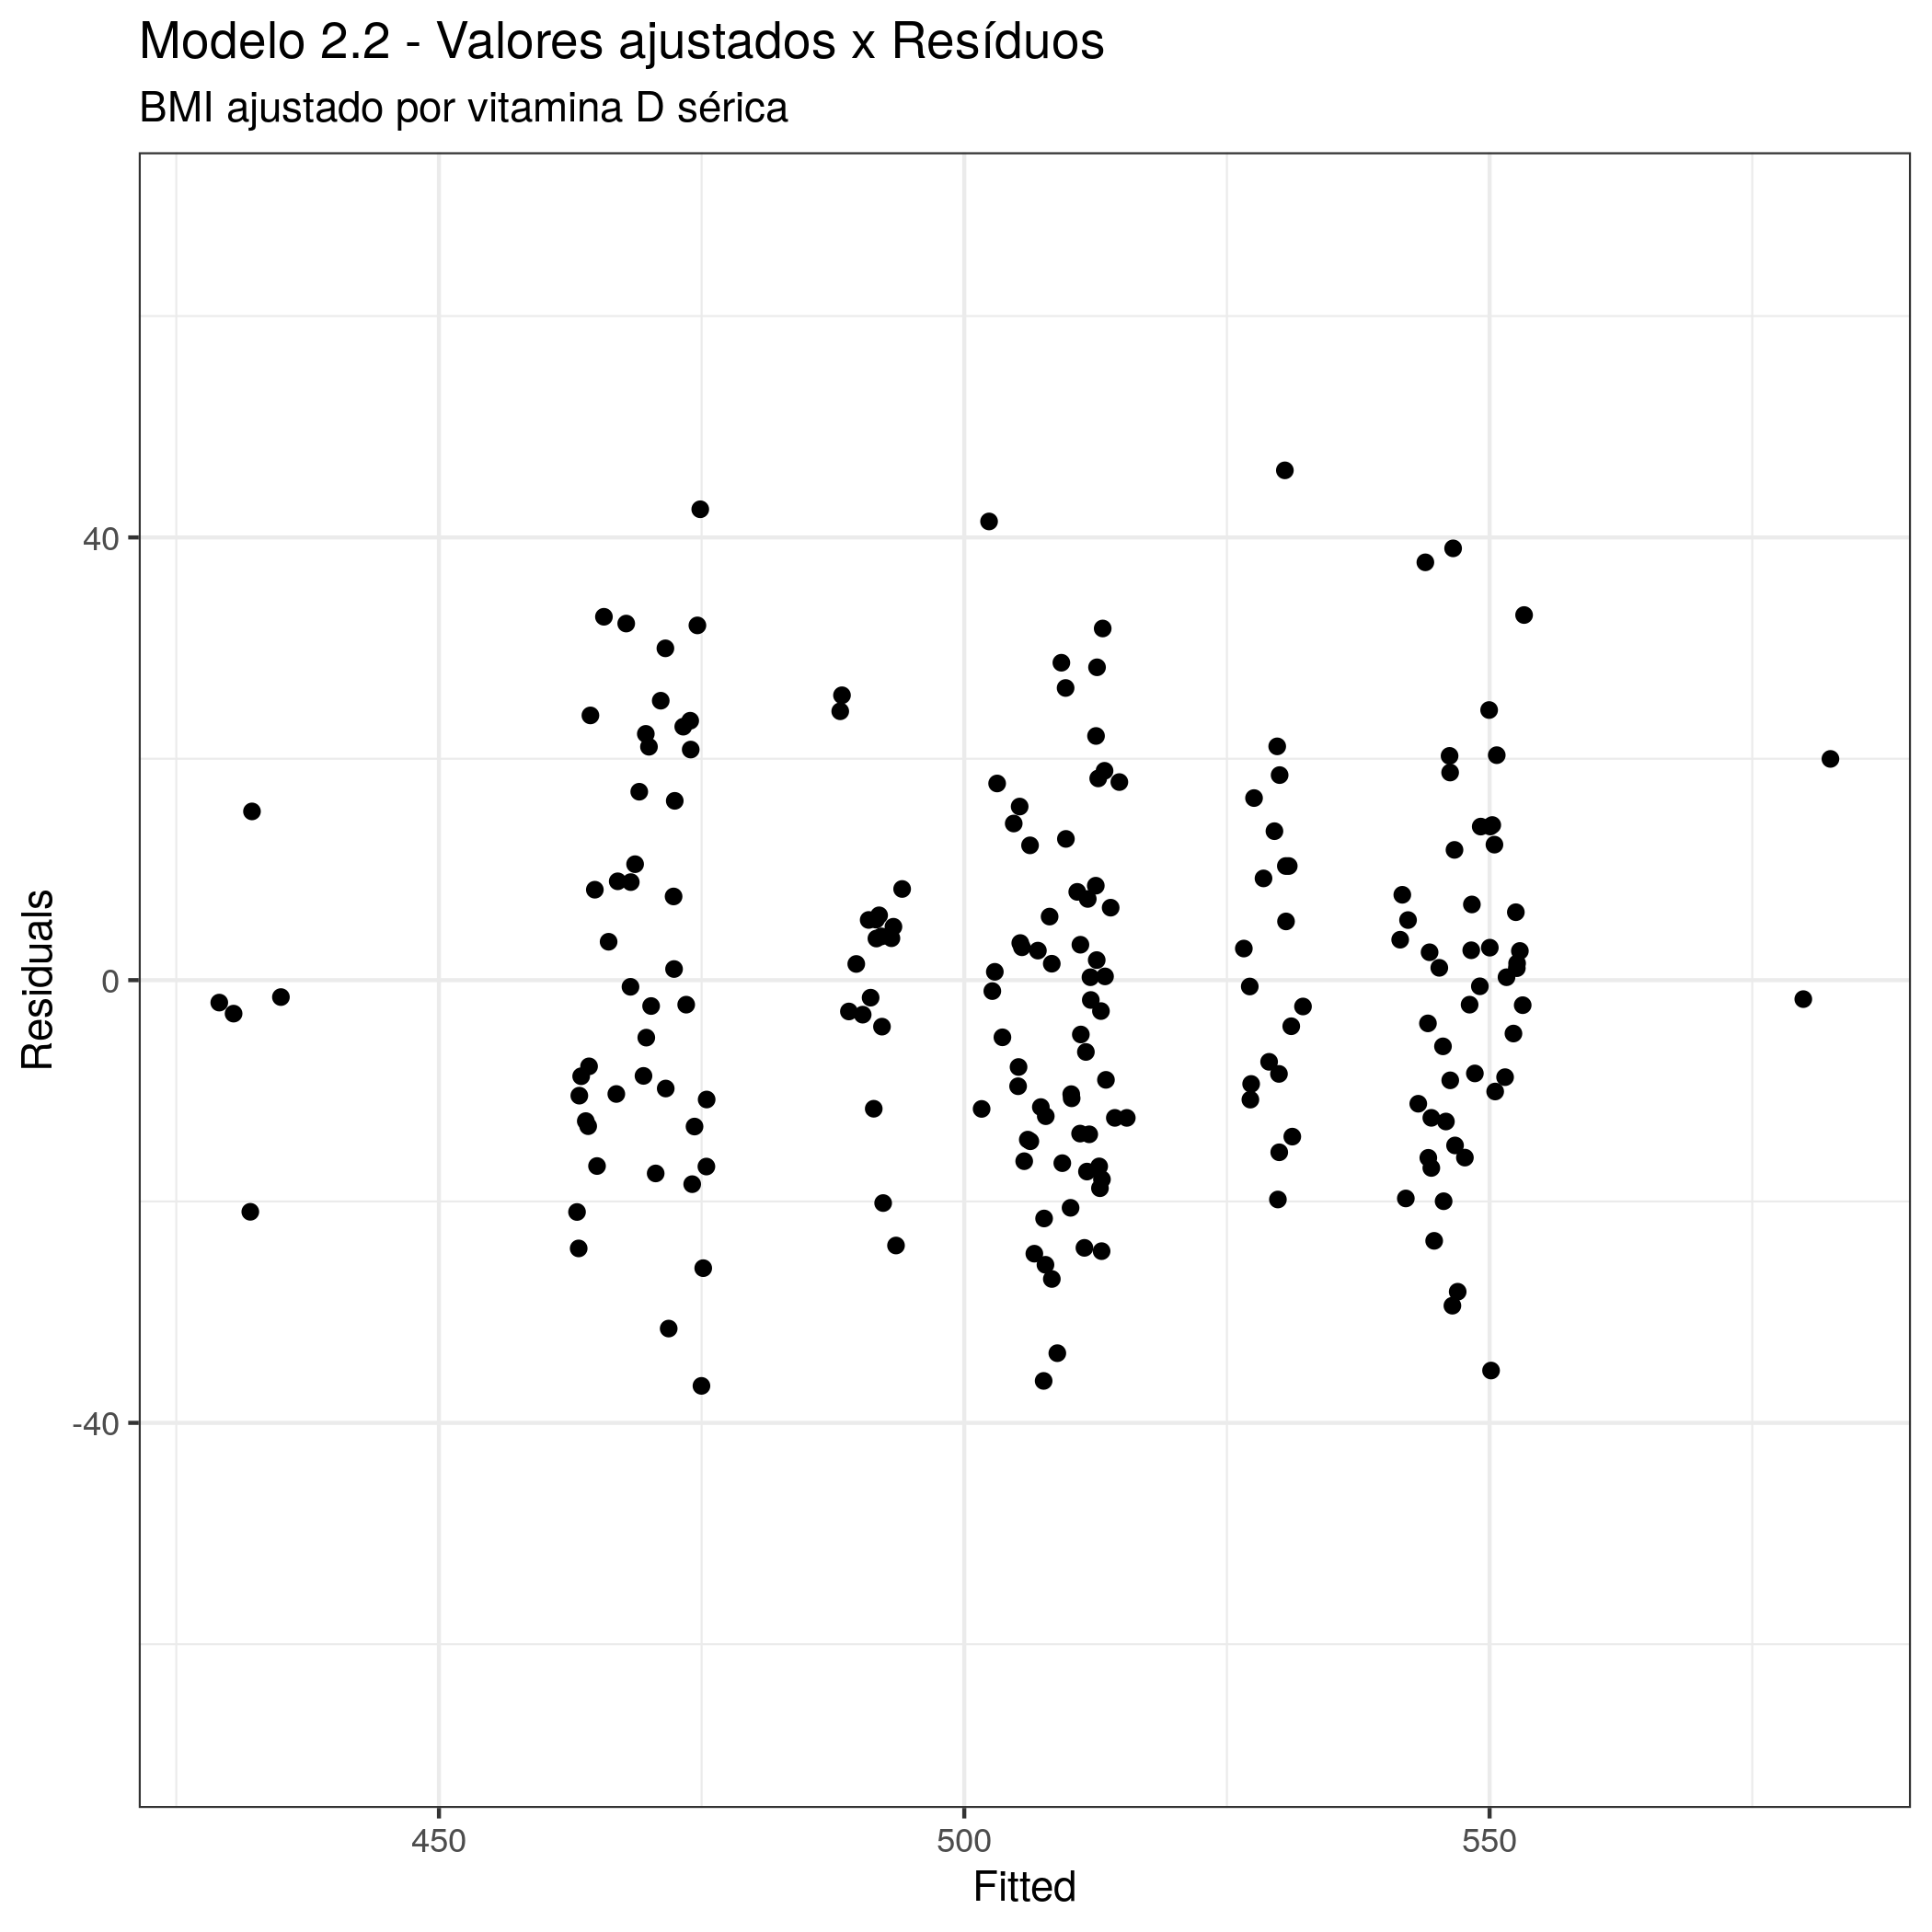 Modelo 2.2 - Valores ajustados x Resíduos
BMI ajustado por vitamina D sérica
Residuals
40
0
-40
450
500
550
Fitted